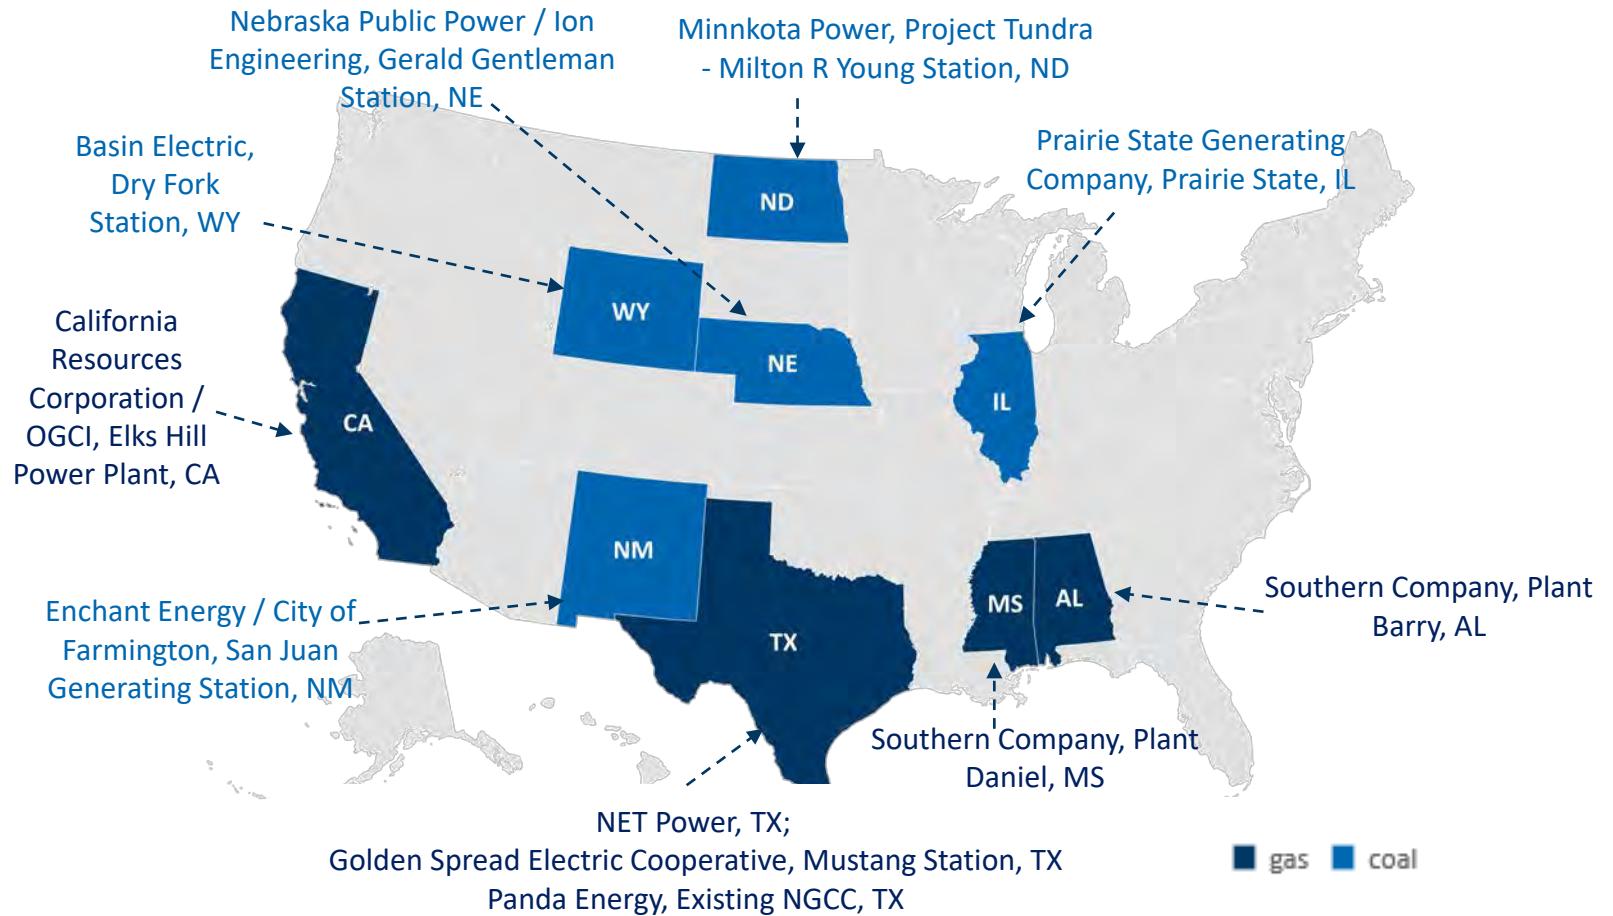 Nebraska Public Power / Ion
Engineering, Gerald Gentleman
Station, NE
Minnkota Power, Project Tundra
- Milton R Young Station, ND
Prairie State Generating
Company, Prairie State, IL
Basin Electric,
Dry Fork
Station, WY
ND
WY
NE
IL
California
Resources
Corporation /
OGCI, Elks Hill
Power Plant, CA
CA
NM
TX
MS
AL
Enchant Energy / City of
Farmington, San Juan
Generating Station, NM
Southern Company, Plant
Barry, AL
Southern Company, Plant
Daniel, MS
NET Power, TX;
Golden Spread Electric Cooperative, Mustang Station, TX
Panda Energy, Existing NGCC, TX
gas
coal